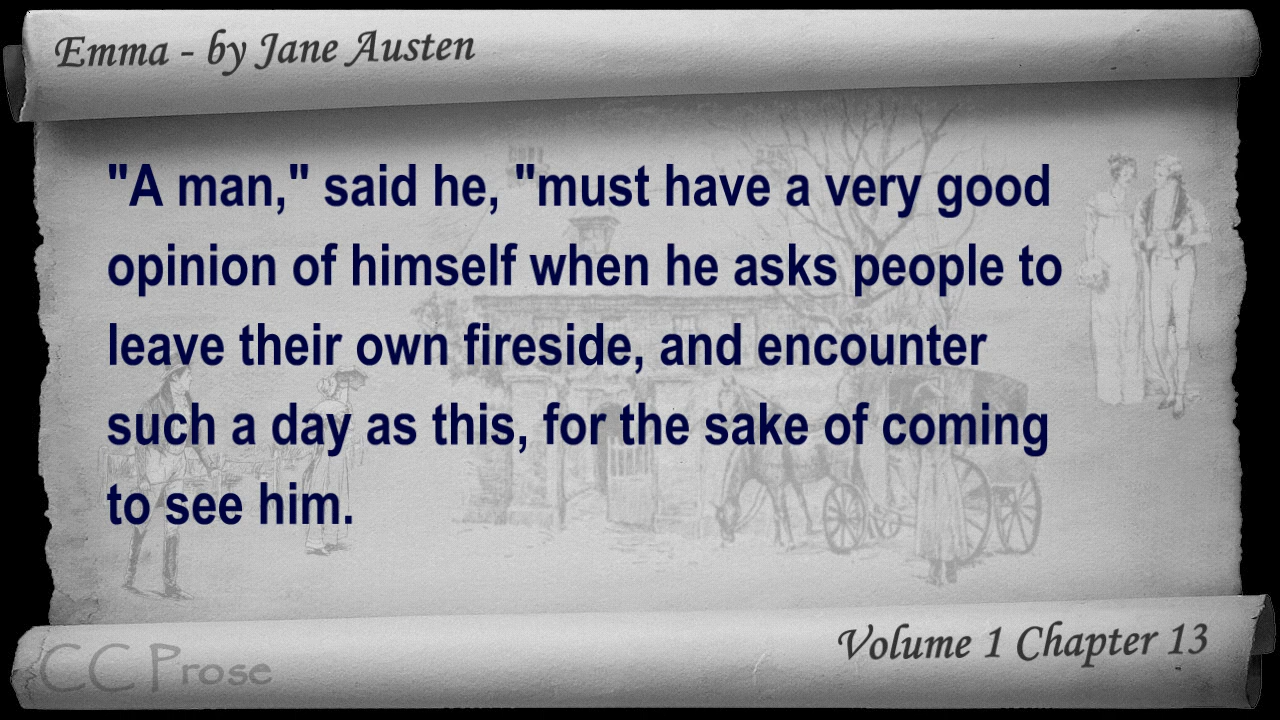 Emma - by Jane Austen
"A man," said he, "must have a very good
opinion of himself when he asks people to
leave their own fireside, and encounter
such a day as this, for the sake of coming
to see him.
Volume 1 Chapter 13
CC Prose